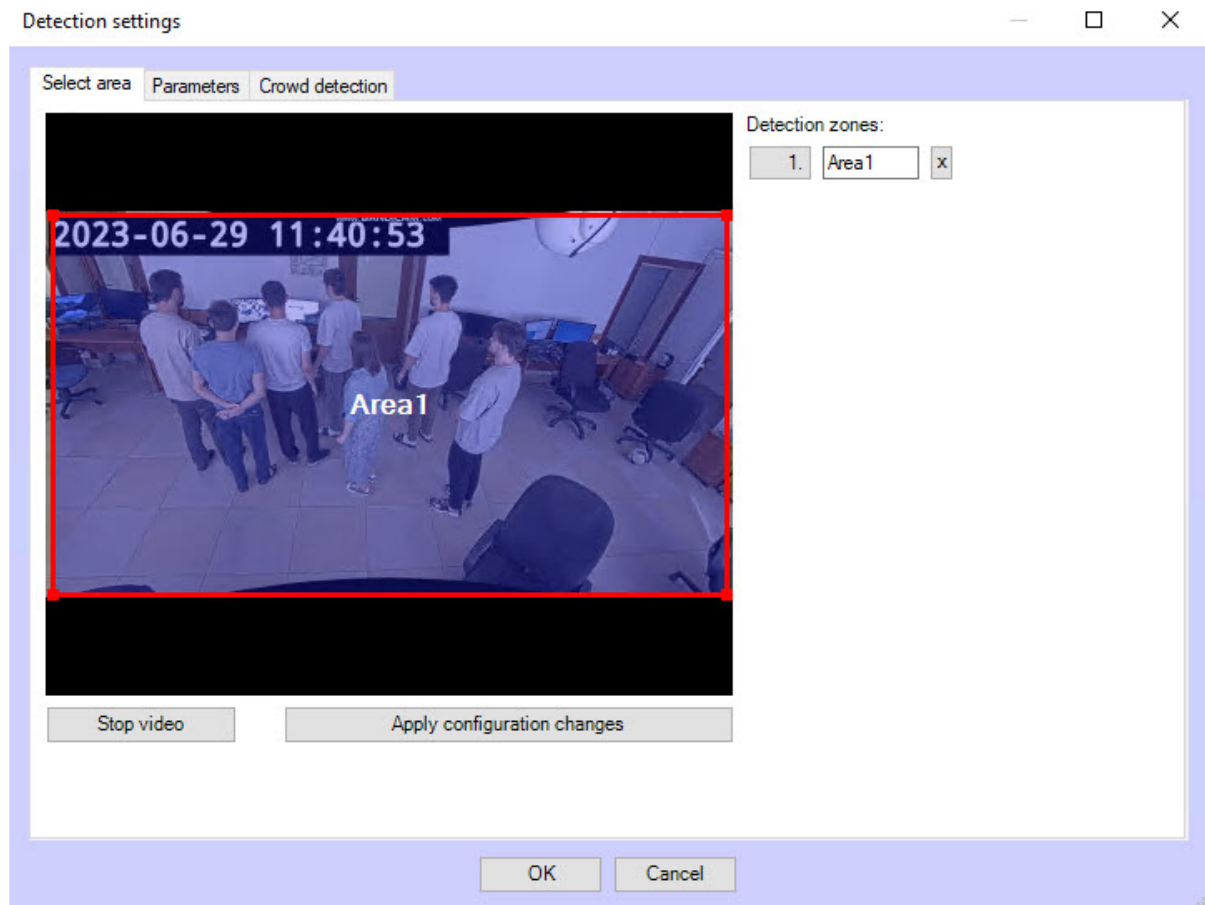 Detection settings
Select area
Parameters
Crowd detection
Detection zones:
1.
Area1
x
2023-06-29 11:40:53
Area1
Stop video
Apply configuration changes
OK
Cancel